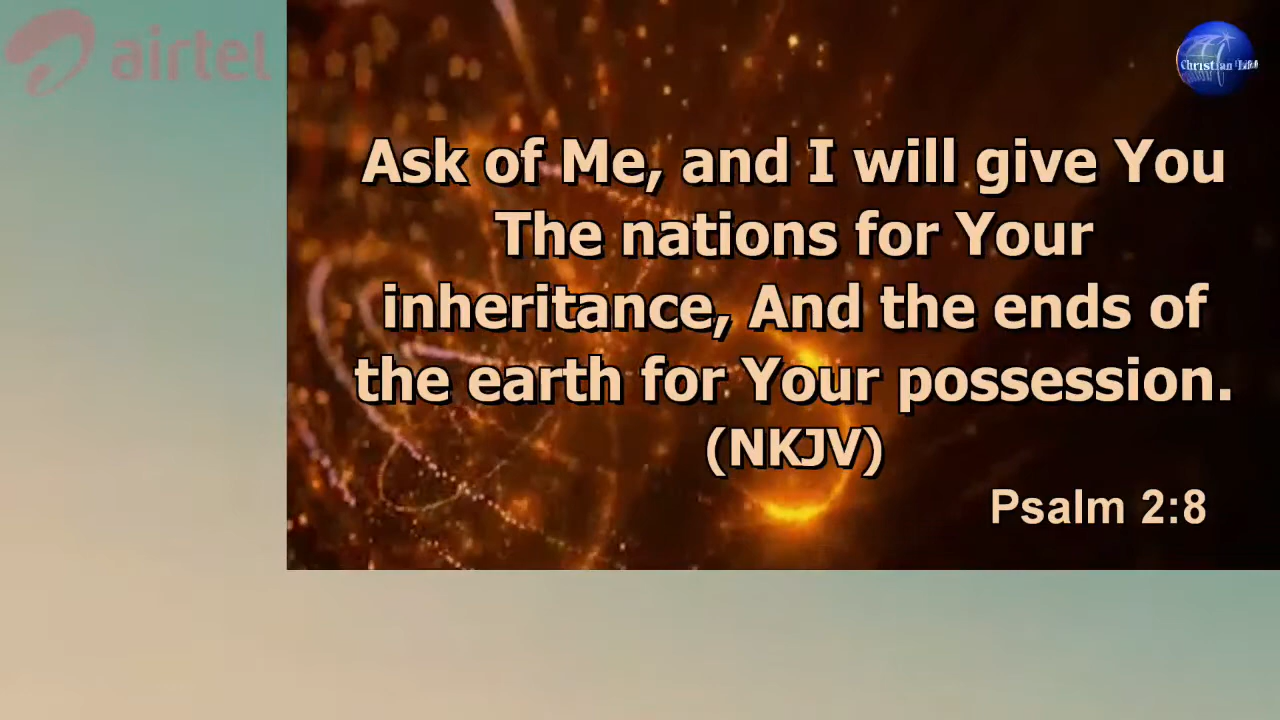 airtel
Christian Life
Ask of Me, and I will give You
The nations for Your
inheritance, And the ends of
the earth for Your possession.
(NKJV)
Psalm 2:8